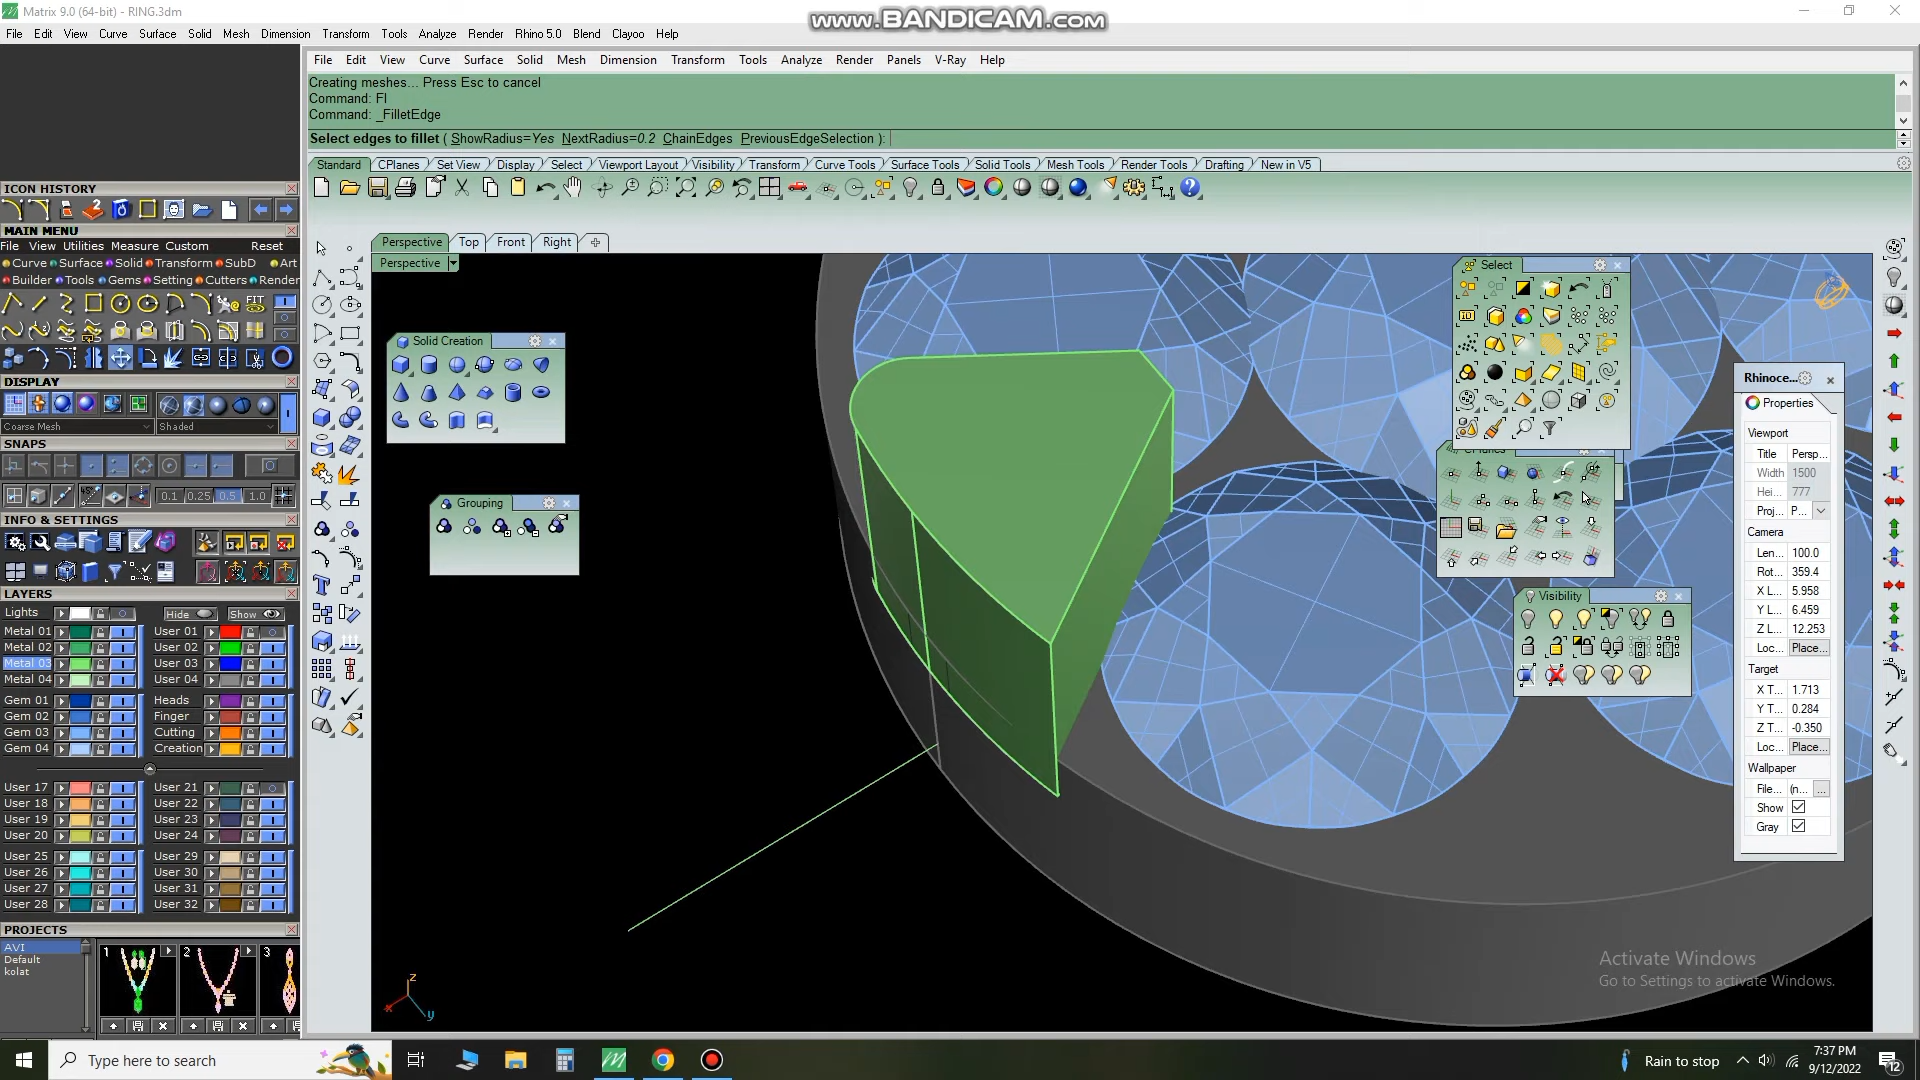 Matrix 9.0 (64-bit) - RING.3dm
www.BANDICAM.com
File Edit View Curve Surface Solid Mesh Dimension Transform Tools Analyze Render Rhino 5.0 Blend Clayoo Help
File Edit View Curve Surface Solid Mesh Dimension Transform Tools Analyze Render Panels V-Ray Help
Creating meshes... Press Esc to cancel
Command: Fl
Command: _FilletEdge
Select edges to fillet ( ShowRadius=Yes NextRadius=0.2 ChainEdges PreviousEdgeSelection ):
Standard CPlanes Set View Display Select Viewport Layout Visibility Transform Curve Tools Surface Tools Solid Tools Mesh Tools Render Tools Drafting New in V5
ICON HISTORY
MAIN MENU
File View Utilities Measure Custom Reset
Curve Surface Solid Transform SubD Art
Builder Tools Gems Setting Cutters Render
FIT
DISPLAY
Coarse Mesh Shaded
SNAPS
0.1 0.25 0.5 1.0
INFO & SETTINGS
LAYERS
Lights Hide Show
Metal 01 User 01
Metal 02 User 02
Metal 03 User 03
Metal 04 User 04
Gem 01 Heads
Gem 02 Finger
Gem 03 Cutting
Gem 04 Creation
User 17 User 21
User 18 User 22
User 19 User 23
User 20 User 24
User 25 User 29
User 26 User 30
User 27 User 31
User 28 User 32
PROJECTS
AVI
Default
kolat
1 2 3
Perspective Top Front Right
Perspective
Solid Creation
Grouping
Select
Visibility
Rhinoce...
Properties
Viewport
Title Persp...
Width 1500
Hei... 777
Proj... P...
Camera
Len... 100.0
Rot... 359.4
X L... 5.958
Y L... 6.459
Z L... 12.253
Loc... Place...
Target
X T... 1.713
Y T... 0.284
Z T... -0.350
Loc... Place...
Wallpaper
File... (n... ...
Show
Gray
z
x
y
Activate Windows
Go to Settings to activate Windows.
Type here to search
Rain to stop
7:37 PM
9/12/2022
12